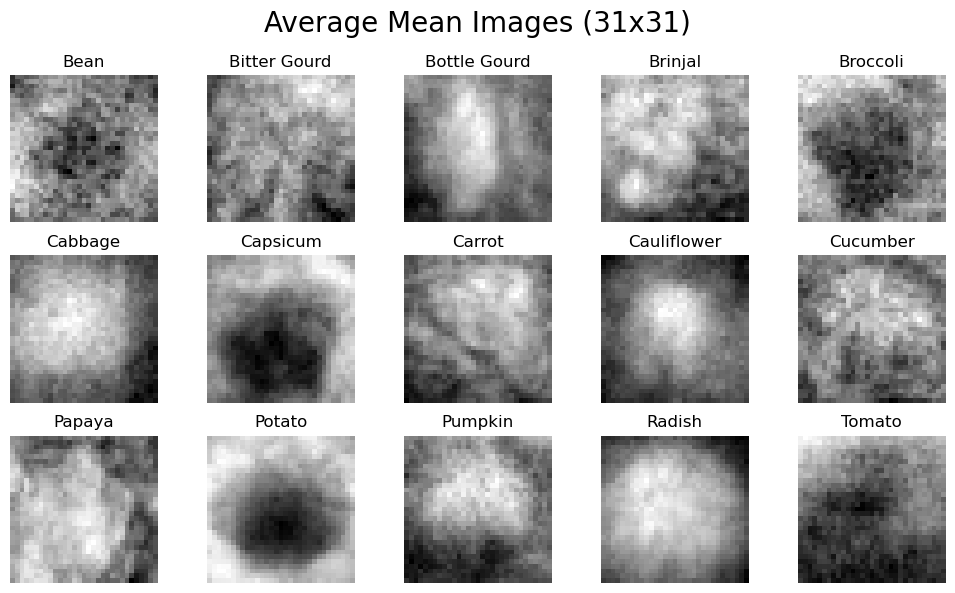 Average Mean Images (31x31)
Bean
Bitter Gourd
Bottle Gourd
Brinjal
Broccoli
Cabbage
Capsicum
Carrot
Cauliflower
Cucumber
Papaya
Potato
Pumpkin
Radish
Tomato